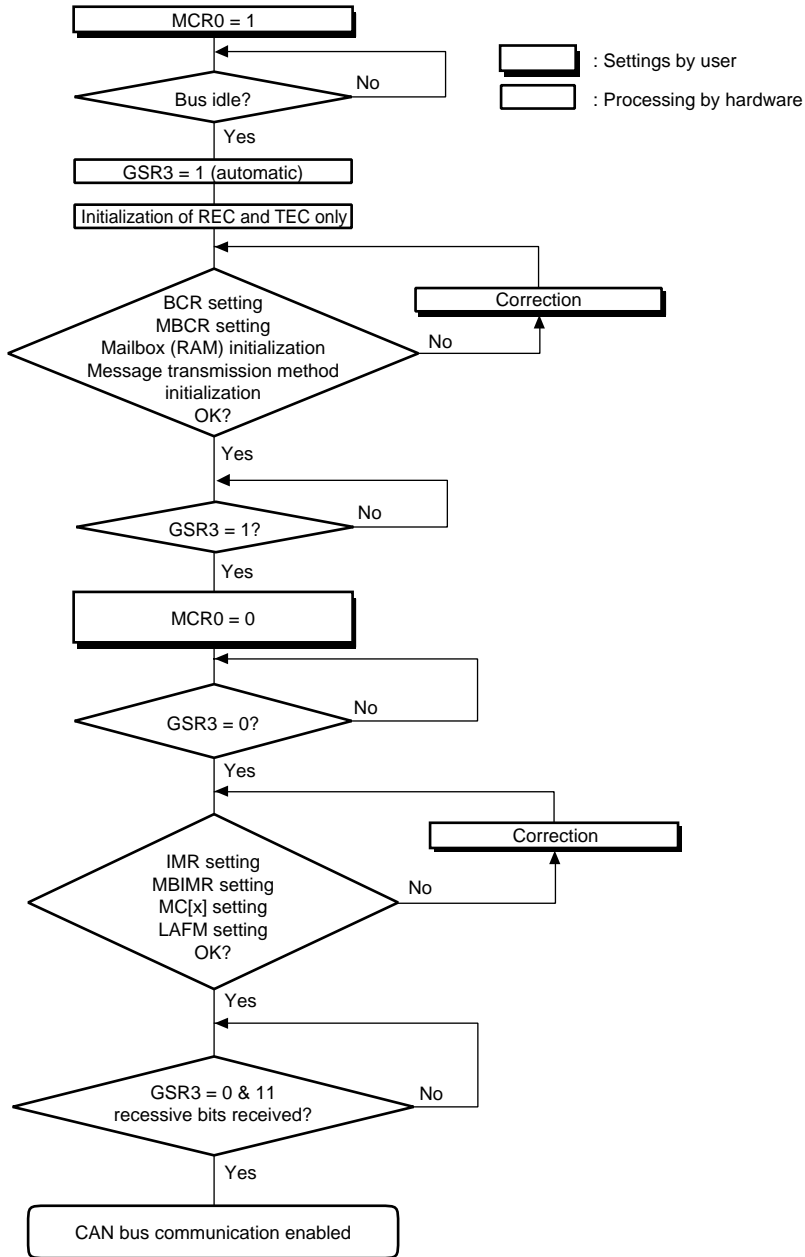 MCR0 = 1
: Settings by user
: Processing by hardware
Bus idle?
No
Yes
GSR3 = 1 (automatic)
Initialization of REC and TEC only
Correction
BCR setting
MBCR setting
Mailbox (RAM) initialization
Message transmission method
initialization
OK?
No
Yes
GSR3 = 1?
No
Yes
MCR0 = 0
GSR3 = 0?
No
Yes
Correction
IMR setting
MBIMR setting
MC[x] setting
LAFM setting
OK?
No
Yes
GSR3 = 0 & 11
recessive bits received?
No
Yes
CAN bus communication enabled